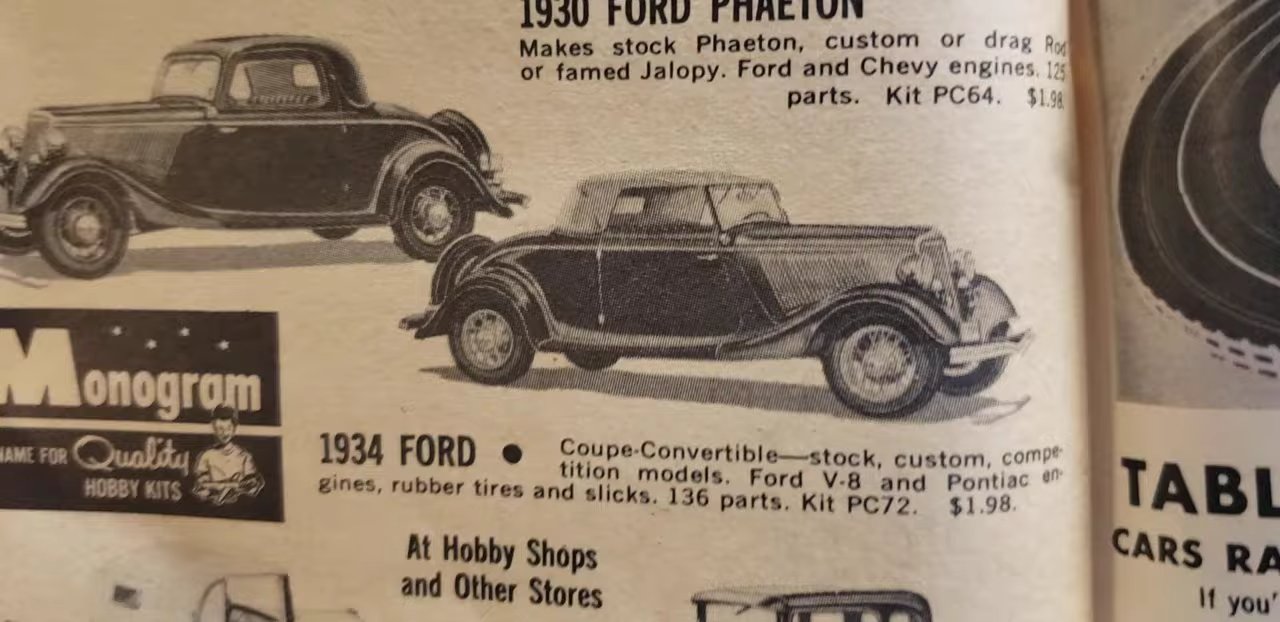 1930 FORD PHAETON
Makes stock Phaeton, custom or drag Rod
or famed Jalopy. Ford and Chevy engines. 125
parts. Kit PC64. $1.98.
Monogram
NAME FOR Quality
HOBBY KITS
1934 FORD ● Coupe-Convertible—stock, custom, compe-
tition models. Ford V-8 and Pontiac en-
gines, rubber tires and slicks. 136 parts. Kit PC72. $1.98.
At Hobby Shops
and Other Stores
TABL
CARS RA
If you'